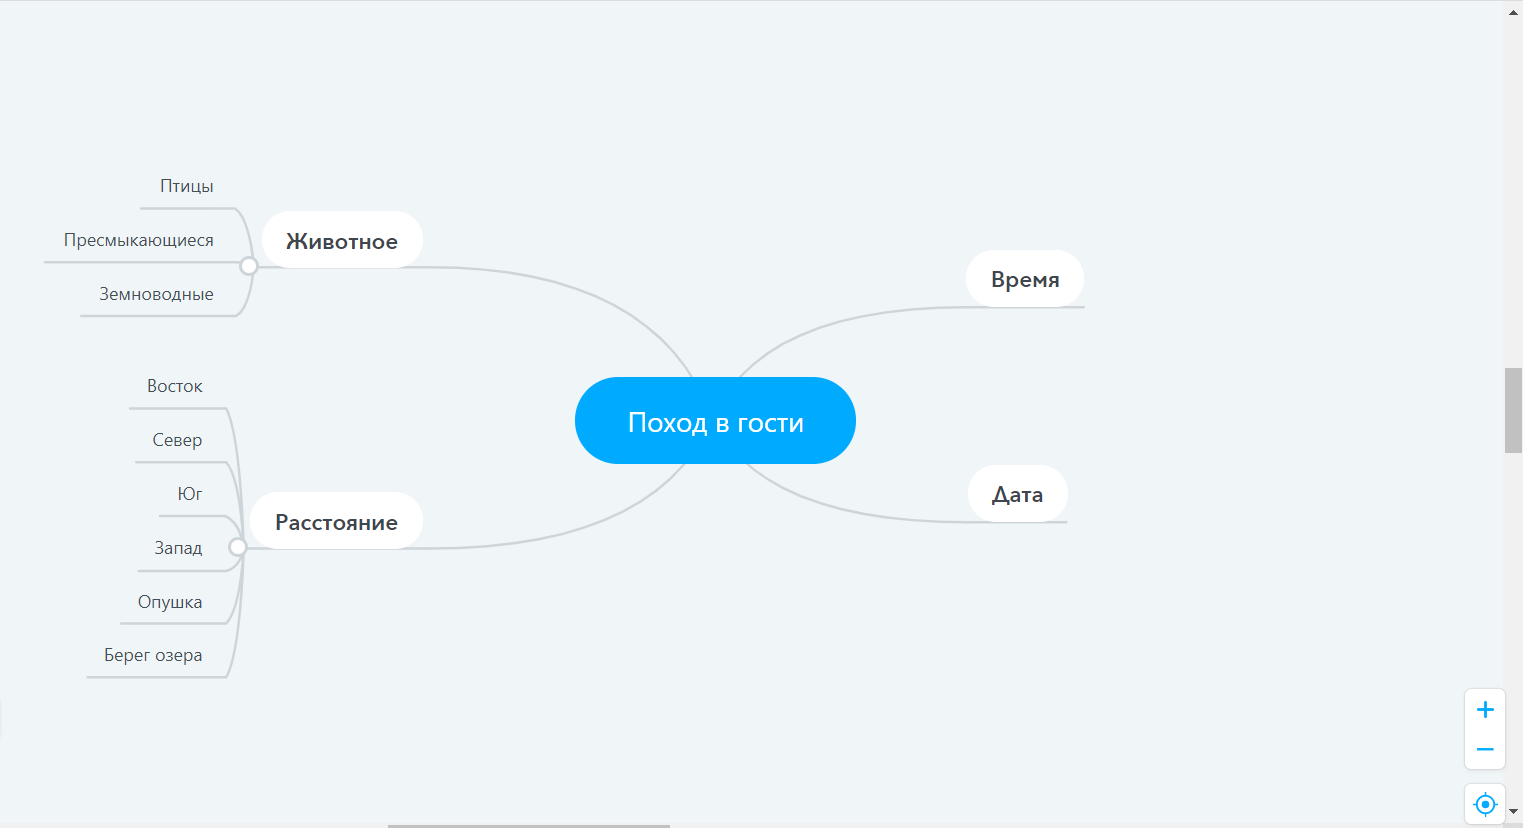 Птицы
Пресмыкающиеся
Земноводные
Животное
Восток
Север
Юг
Запад
Опушка
Берег озера
Расстояние
Поход в гости
Время
Дата